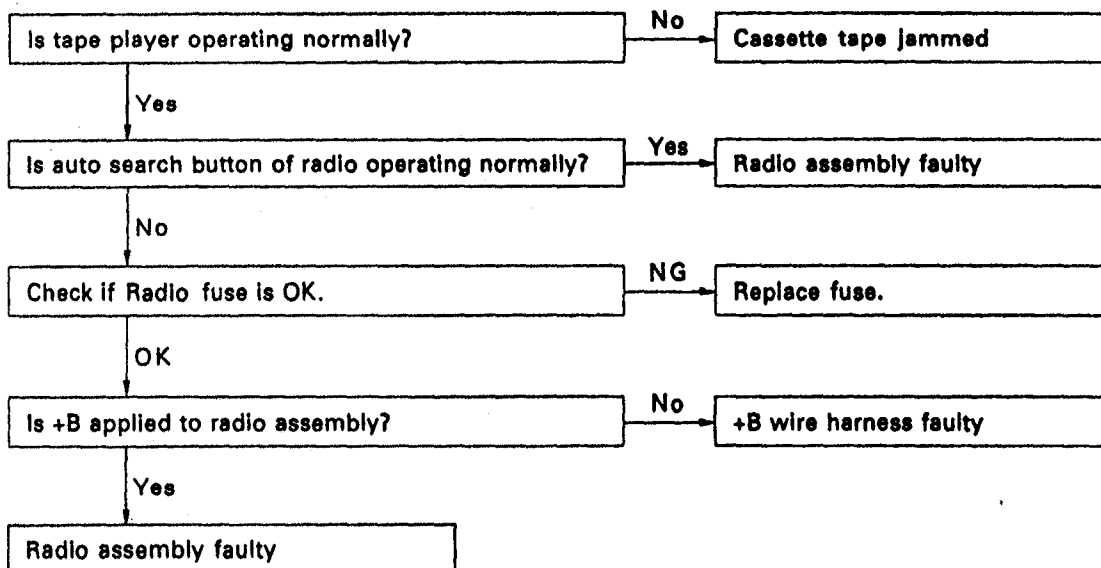 Is tape player operating normally?
No
Cassette tape jammed
Yes
Is auto search button of radio operating normally?
Yes
Radio assembly faulty
No
Check if Radio fuse is OK.
NG
Replace fuse.
OK
Is +B applied to radio assembly?
No
+B wire harness faulty
Yes
Radio assembly faulty